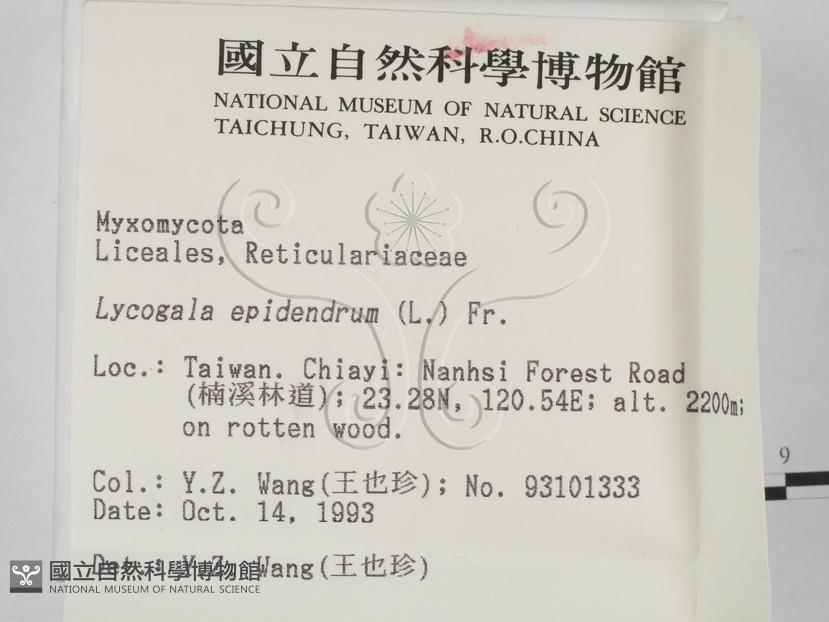 國立自然科學博物館
NATIONAL MUSEUM OF NATURAL SCIENCE
TAICHUNG, TAIWAN, R.O.CHINA
Myxomycota
Liceales, Reticulariaceae
Lycogala epidendrum (L.) Fr.
Loc.: Taiwan. Chiayi: Nanhsi Forest Road
(楠溪林道); 23.28N, 120.54E; alt. 2200m;
on rotten wood.
Col.: Y.Z. Wang(王也珍); No. 93101333
Date: Oct. 14, 1993
Det.: Y.Z. Wang(王也珍)
國立自然科學博物館
NATIONAL MUSEUM OF NATURAL SCIENCE
9